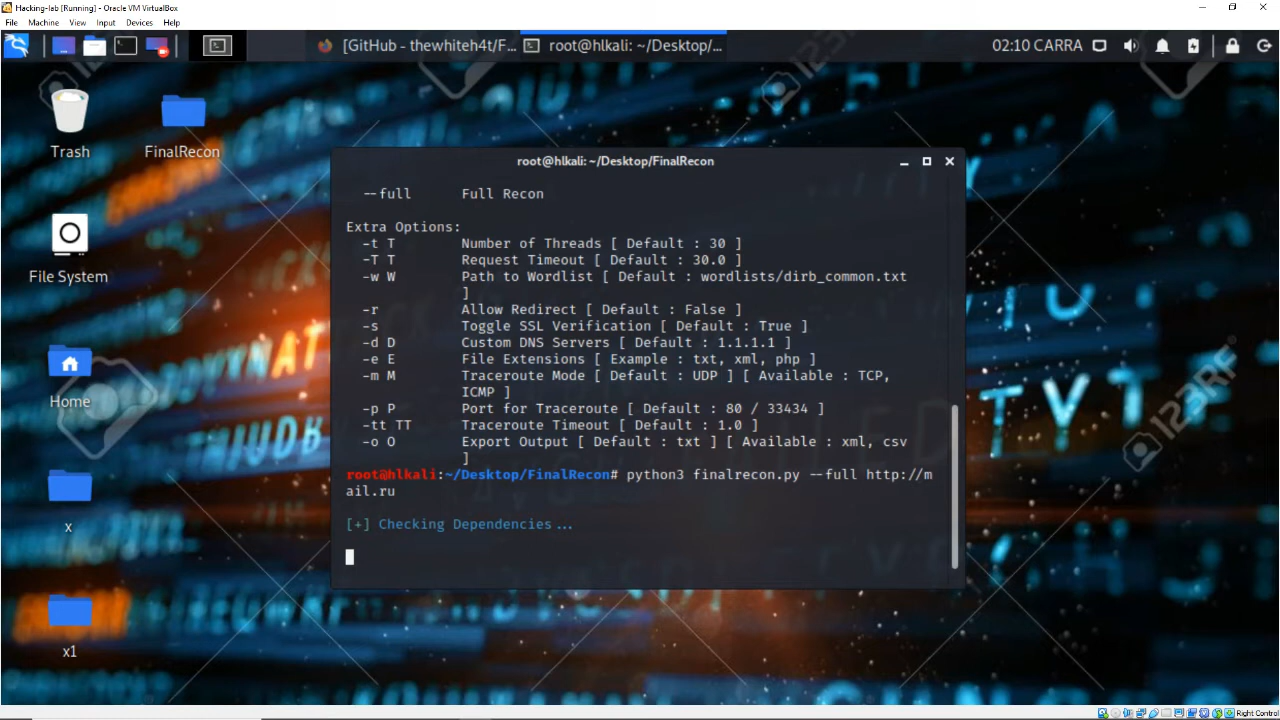 Hacking-lab [Running] - Oracle VM VirtualBox
File Machine View Input Devices Help
[GitHub - thewhiteh4t/F...
root@hlkali: ~/Desktop/...
02:10 CARRA
Trash
FinalRecon
File System
Home
x
x1
root@hlkali: ~/Desktop/FinalRecon
--full Full Recon
Extra Options:
-t T Number of Threads [ Default : 30 ]
-T T Request Timeout [ Default : 30.0 ]
-w W Path to Wordlist [ Default : wordlists/dirb_common.txt
]
-r Allow Redirect [ Default : False ]
-s Toggle SSL Verification [ Default : True ]
-d D Custom DNS Servers [ Default : 1.1.1.1 ]
-e E File Extensions [ Example : txt, xml, php ]
-m M Traceroute Mode [ Default : UDP ] [ Available : TCP,
ICMP ]
-p P Port for Traceroute [ Default : 80 / 33434 ]
-tt TT Traceroute Timeout [ Default : 1.0 ]
-o O Export Output [ Default : txt ] [ Available : xml, csv
]
root@hlkali:~/Desktop/FinalRecon# python3 finalrecon.py --full http://m
ail.ru
[+] Checking Dependencies...
123RF
123RF
Right Control